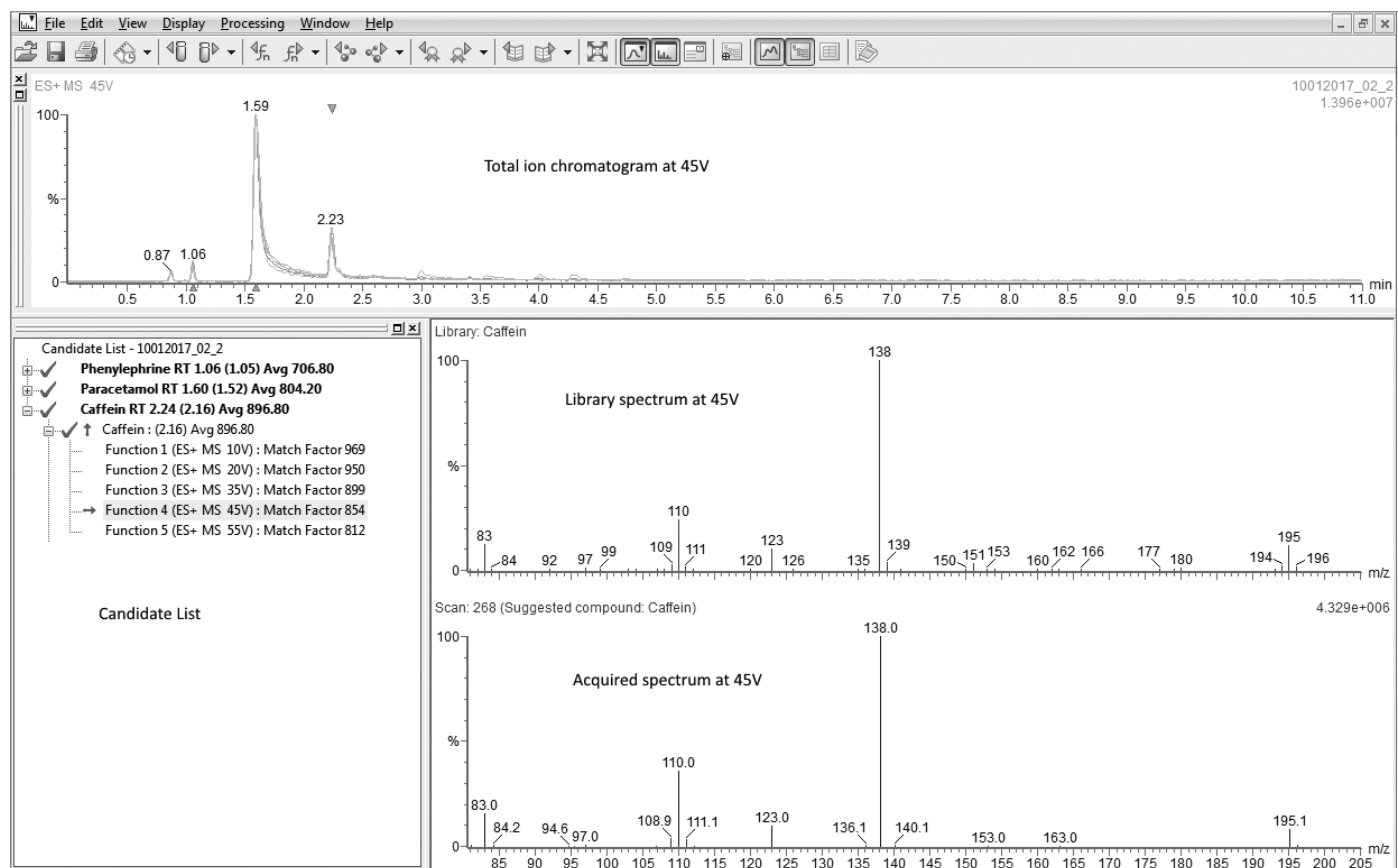 File Edit View Display Processing Window Help
ES+ MS 45V
10012017_02_2
1.396e+007
100
%
0
0.87 1.06 1.59 2.23
Total ion chromatogram at 45V
0.5 1.0 1.5 2.0 2.5 3.0 3.5 4.0 4.5 5.0 5.5 6.0 6.5 7.0 7.5 8.0 8.5 9.0 9.5 10.0 10.5 11.0 min
Candidate List - 10012017_02_2
Phenylephrine RT 1.06 (1.05) Avg 706.80
Paracetamol RT 1.60 (1.52) Avg 804.20
Caffein RT 2.24 (2.16) Avg 896.80
Caffein : (2.16) Avg 896.80
Function 1 (ES+ MS 10V) : Match Factor 969
Function 2 (ES+ MS 20V) : Match Factor 950
Function 3 (ES+ MS 35V) : Match Factor 899
Function 4 (ES+ MS 45V) : Match Factor 854
Function 5 (ES+ MS 55V) : Match Factor 812
Candidate List
Library: Caffein
100
%
0
Library spectrum at 45V
83 84 92 97 99 109 110 111 120 123 126 135 138 139 150 151 153 160 162 166 177 180 194 195 196
m/z
Scan: 268 (Suggested compound: Caffein)
4.329e+006
100
%
0
Acquired spectrum at 45V
83.0 84.2 94.6 97.0 108.9 110.0 111.1 123.0 136.1 138.0 140.1 153.0 163.0 195.1
m/z
85 90 95 100 105 110 115 120 125 130 135 140 145 150 155 160 165 170 175 180 185 190 195 200 205